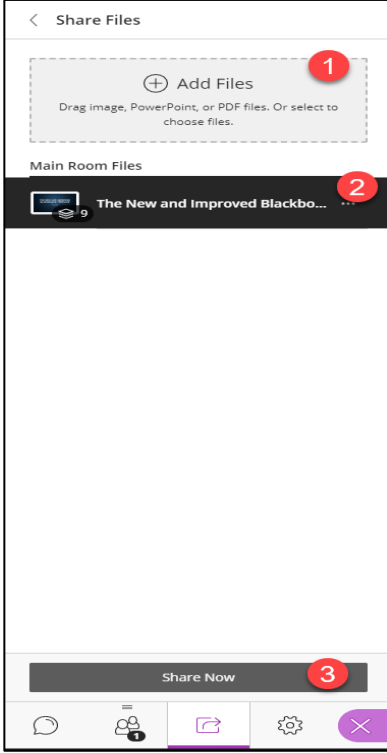 Share Files
1
Add Files
Drag image, PowerPoint, or PDF files. Or select to
choose files.
Main Room Files
2
9
The New and Improved Blackbo...
Share Now
3
1